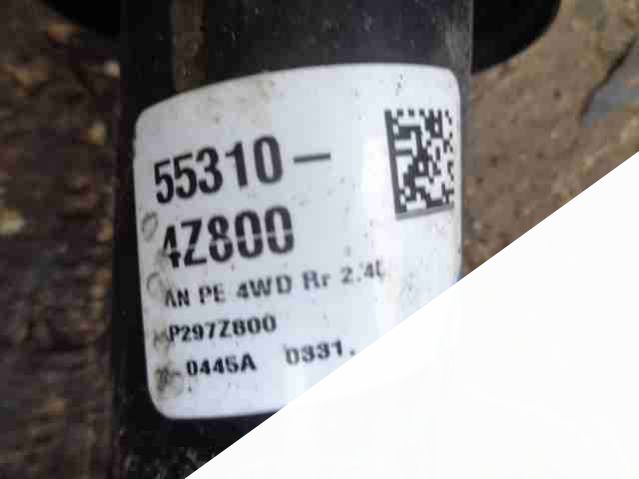 55310-
4Z800
AN PE 4WD Rr 2.4L
P297Z800
0445A 0331.